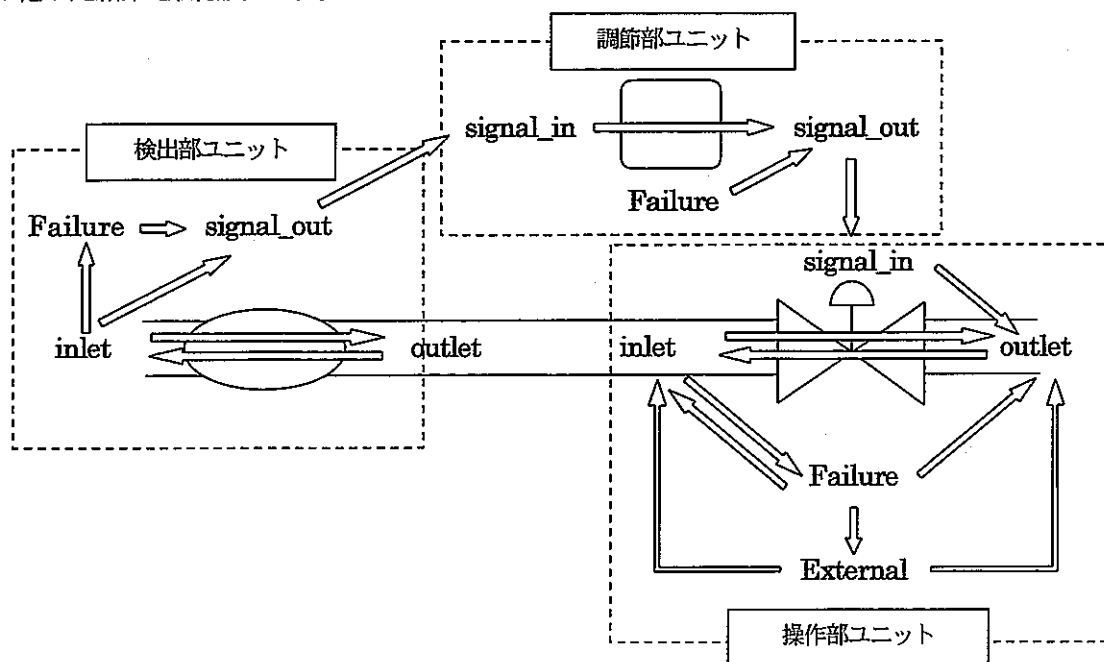 調節部ユニット
signal_in
signal_out
検出部ユニット
Failure
Failure
signal_out
signal_in
inlet
outlet
inlet
outlet
Failure
External
操作部ユニット